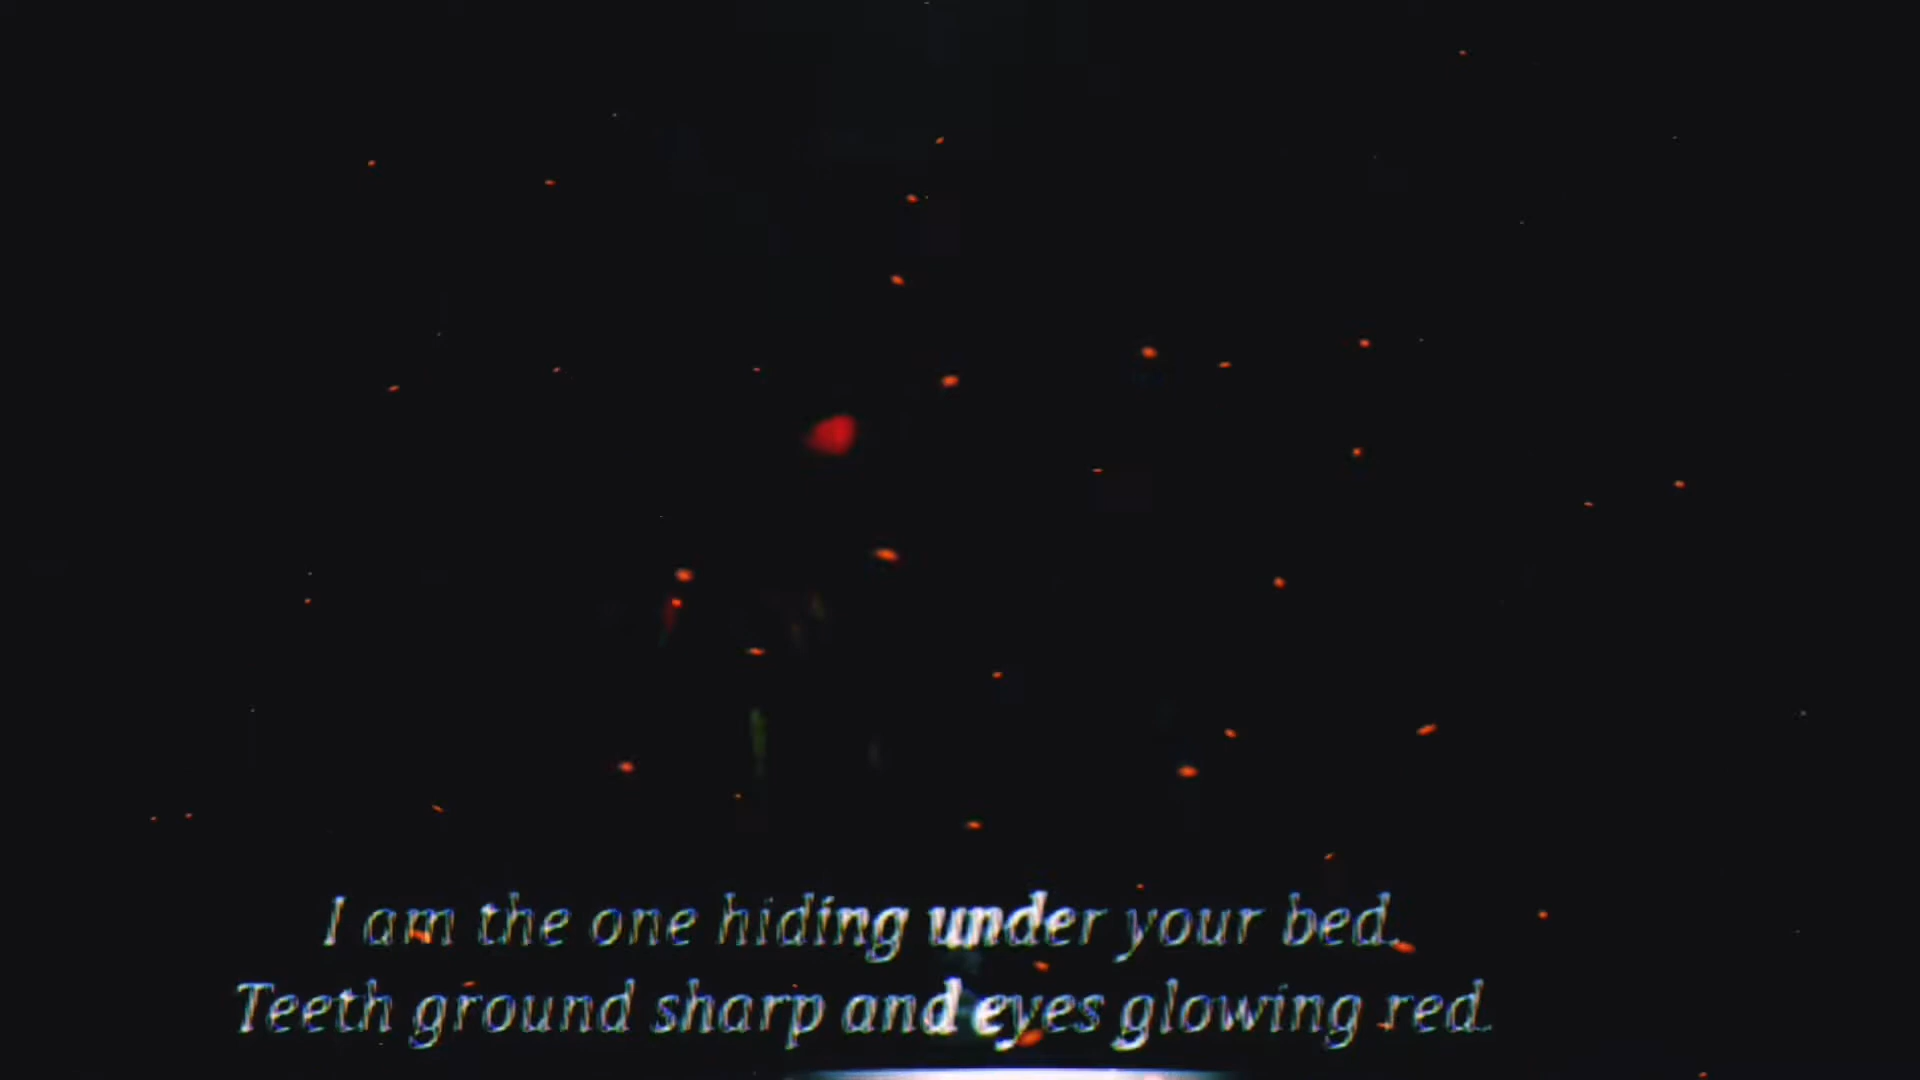 I am the one hiding under your bed.
Teeth ground sharp and eyes glowing red.